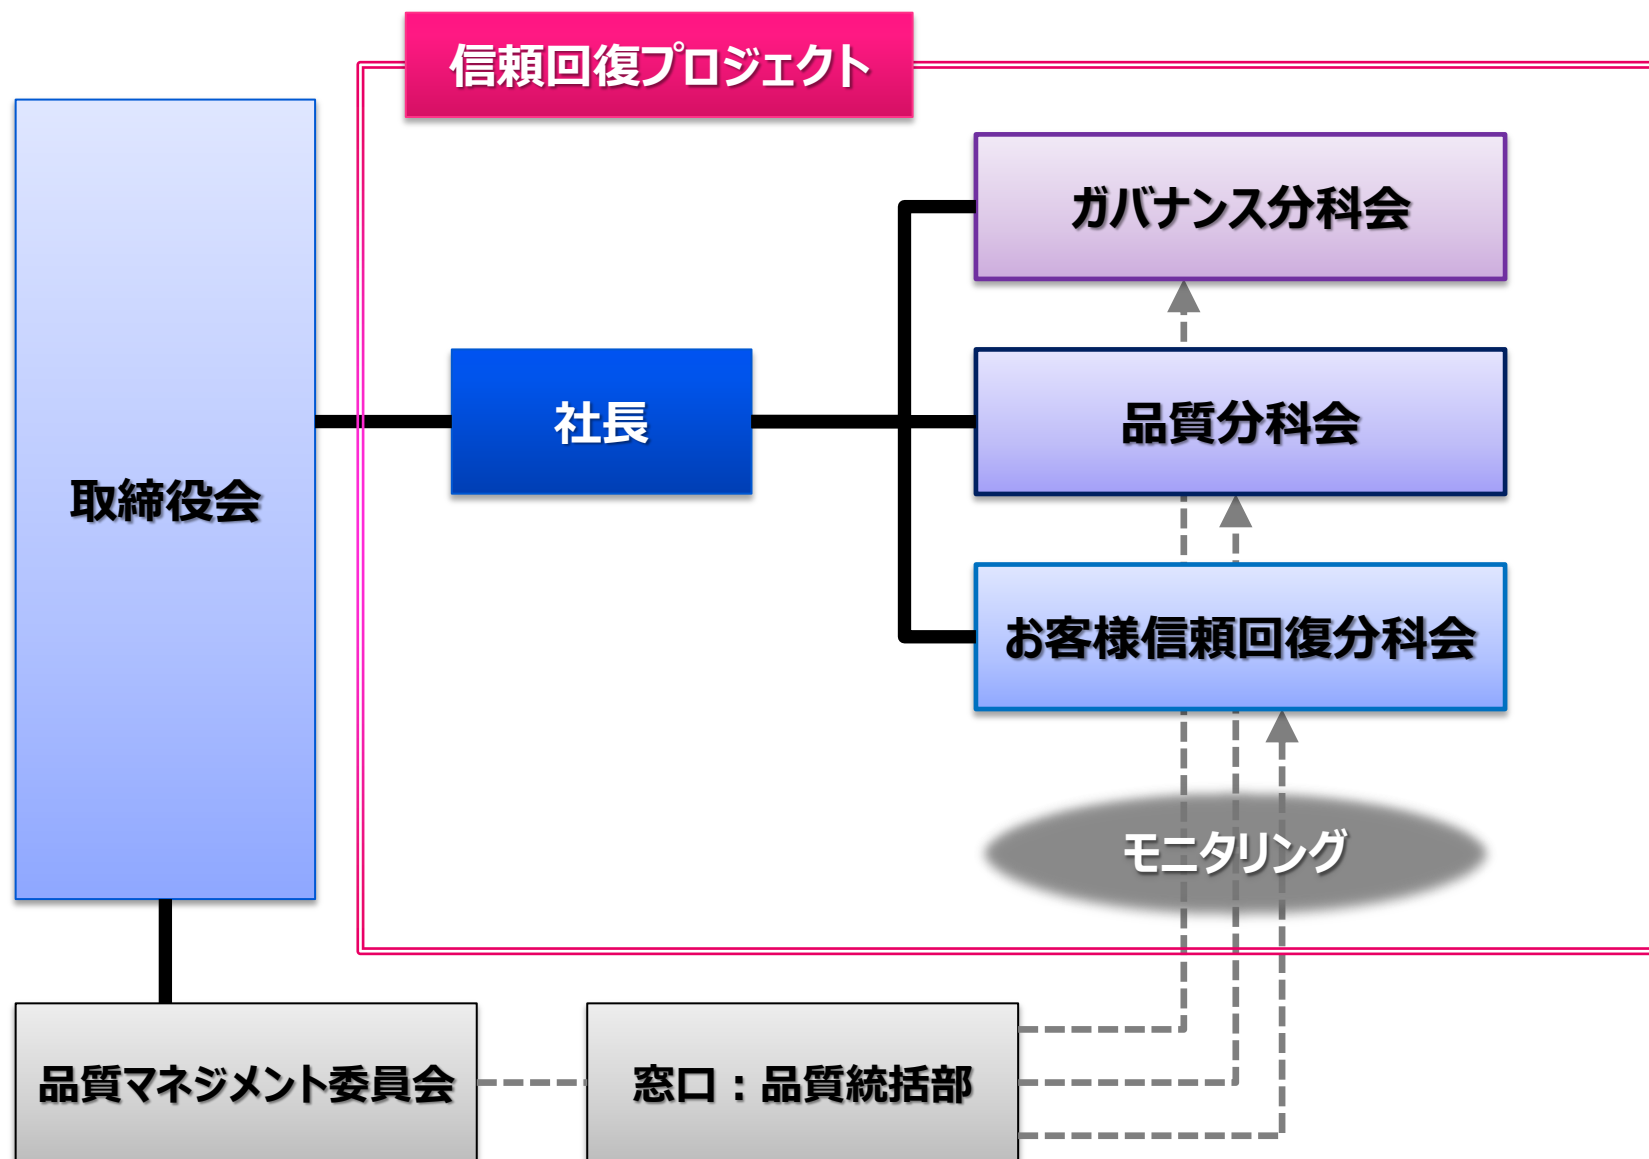 信頼回復プロジェクト
ガバナンス分科会
社長
品質分科会
取締役会
お客様信頼回復分科会
モニタリング
品質マネジメント委員会
窓口：品質統括部